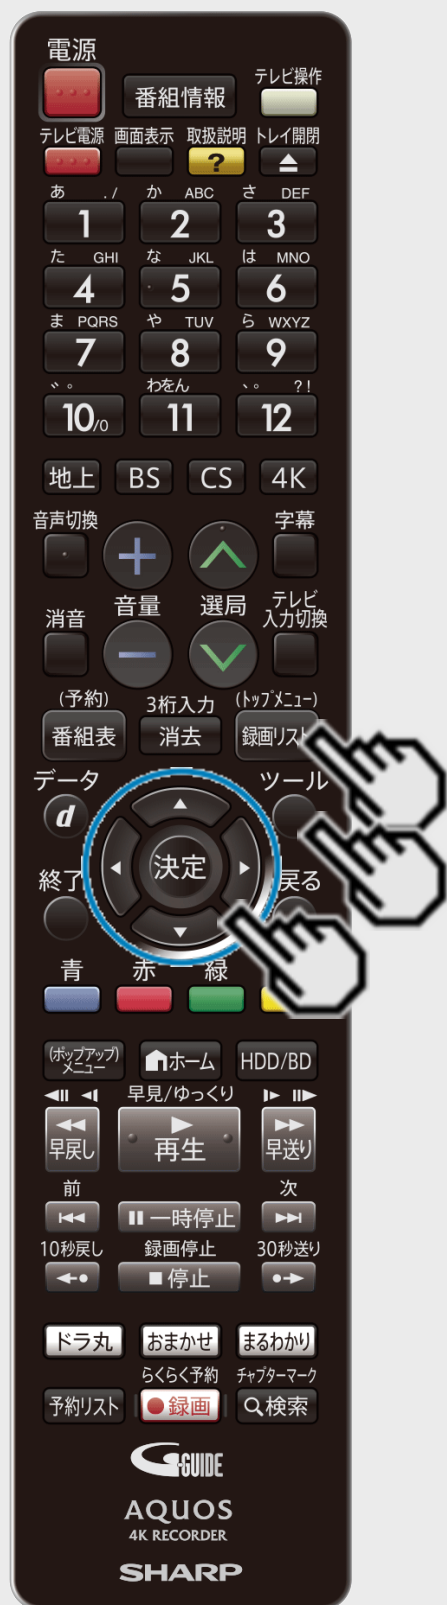 電源
番組情報
テレビ操作
テレビ電源 画面表示 取扱説明 トレイ開閉
?
あ ./ か ABC さ DEF
1 2 3
た GHI な JKL は MNO
4 5 6
ま PQRS や TUV ら WXYZ
7 8 9
゛゜ わをん 、。 ?!
10/0 11 12
地上 BS CS 4K
音声切換 字幕
消音 音量 選局 テレビ
入力切換
(予約) 3桁入力 (トップメニュー)
番組表 消去 録画リス
データ ツール
d
決定
終了 戻る
青 赤 緑
(ポップアップ)
メニュー ホーム HDD/BD
早見/ゆっくり
早戻し 再生 早送り
前 次
一時停止
10秒戻し 録画停止 30秒送り
停止
ドラ丸 おまかせ まるわかり
らくらく予約 チャプターマーク
予約リスト 録画 検索
G-GUIDE
AQUOS
4K RECORDER
SHARP